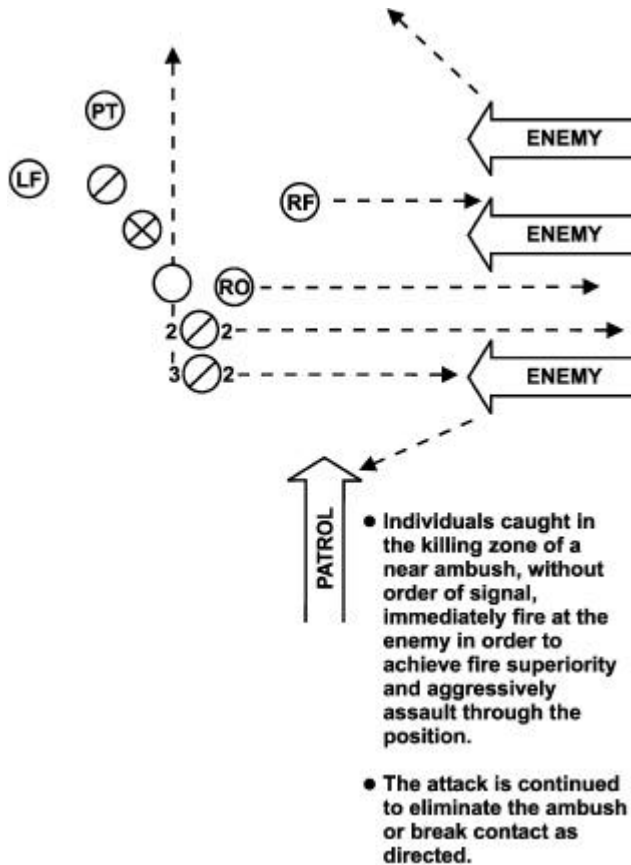 PT
ENEMY
LF
RF
ENEMY
RO
2 2
3 2
ENEMY
PATROL
● Individuals caught in
the killing zone of a
near ambush, without
order of signal,
immediately fire at the
enemy in order to
achieve fire superiority
and aggressively
assault through the
position.
● The attack is continued
to eliminate the ambush
or break contact as
directed.